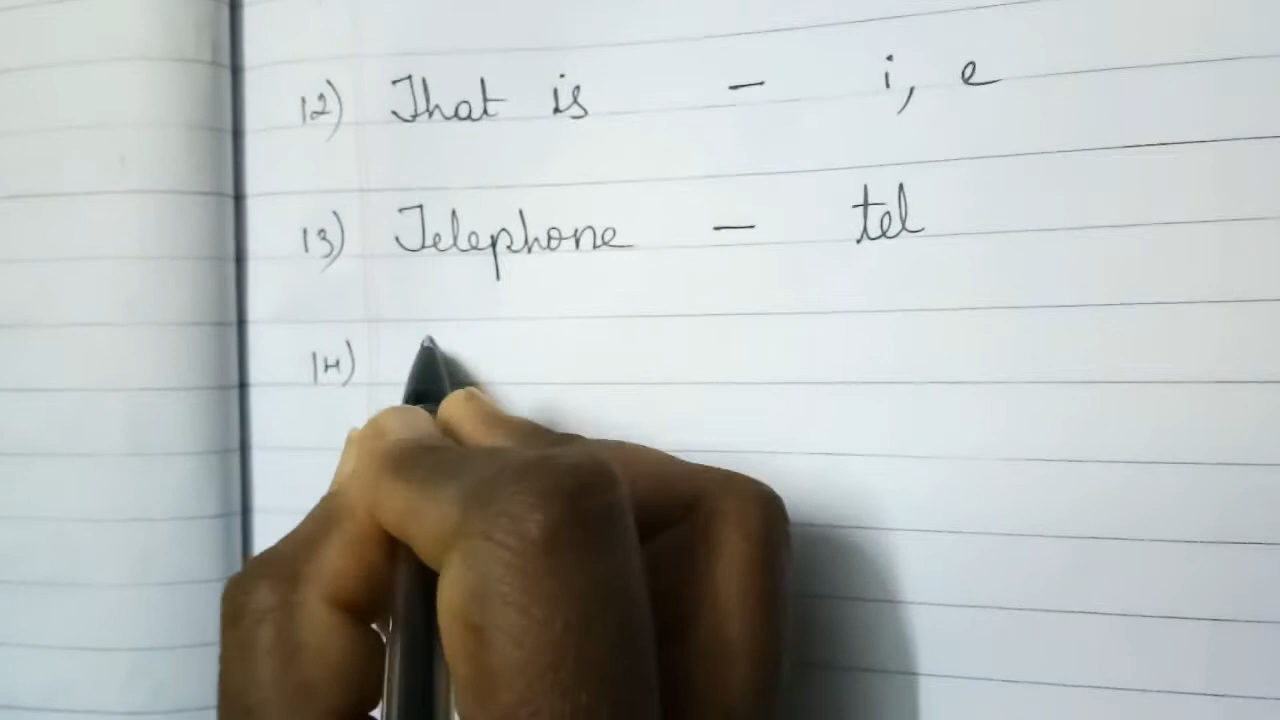 12) That is - i, e
13) Telephone - tel
14)